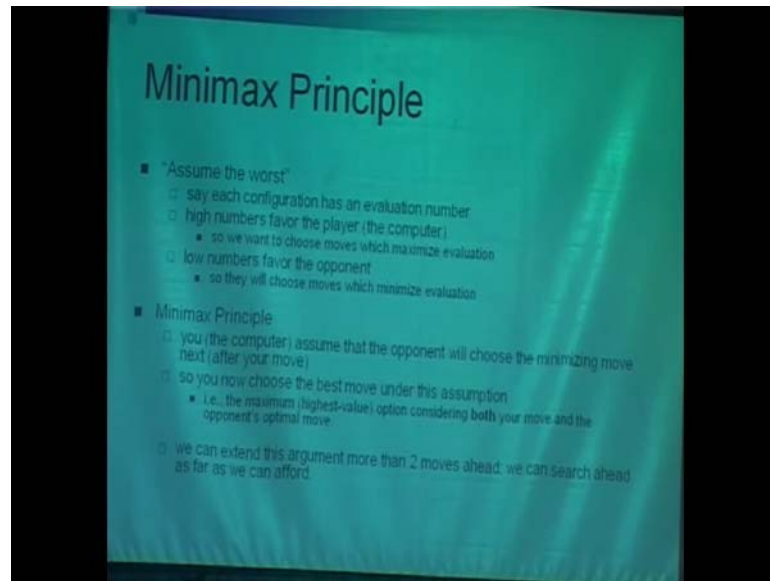 Minimax Principle
"Assume the worst"
say each configuration has an evaluation number
high numbers favor the player (the computer)
so we want to choose moves which maximize evaluation
low numbers favor the opponent
so they will choose moves which minimize evaluation
Minimax Principle
you (the computer) assume that the opponent will choose the minimizing move
next (after your move)
so you now choose the best move under this assumption
i.e., the maximum (highest-value) option considering both your move and the
opponent's optimal move.
we can extend this argument more than 2 moves ahead: we can search ahead
as far as we can afford.